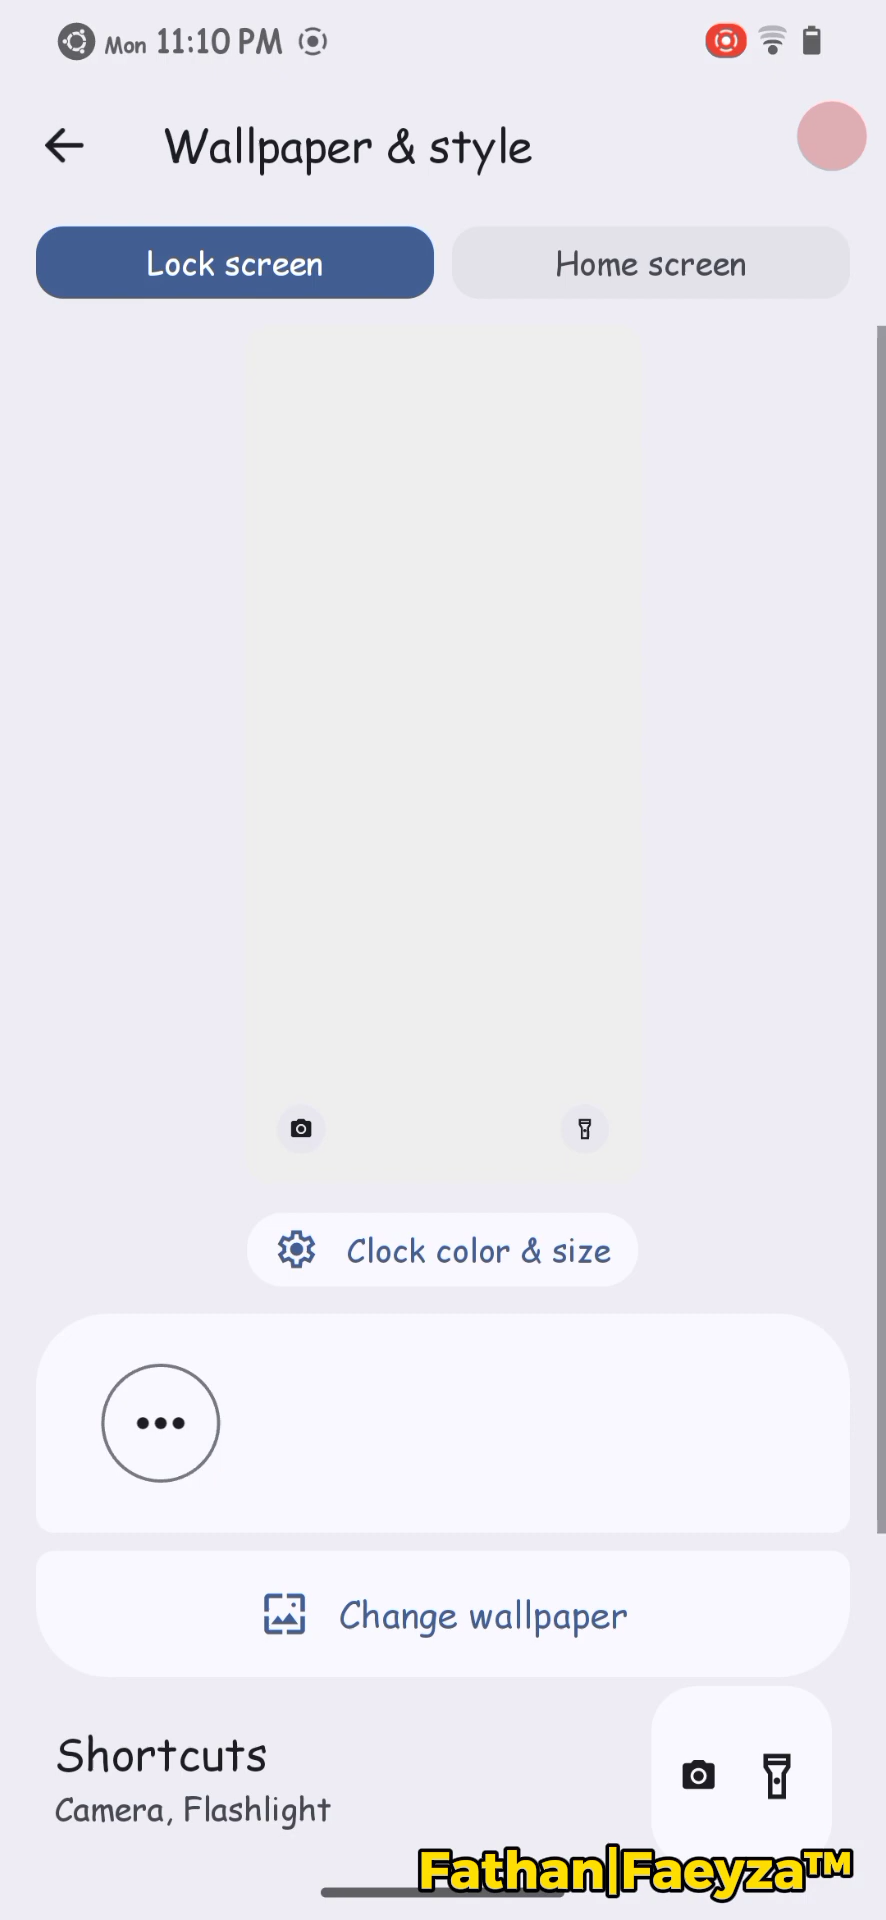 Mon 11:10 PM
Wallpaper & style
Lock screen
Home screen
Clock color & size
Change wallpaper
Shortcuts
Camera, Flashlight
Fathan|Faeyza™